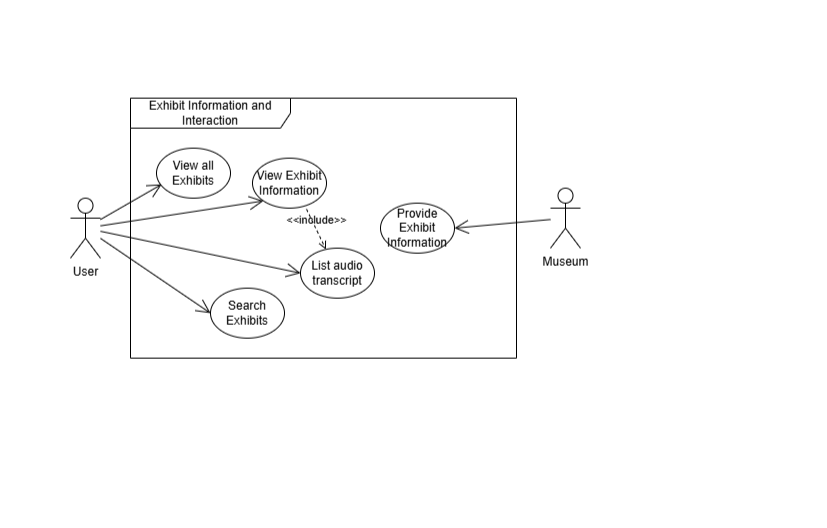 Exhibit Information and
Interaction
View all
Exhibits
View Exhibit
Information
<<include>>
Provide
Exhibit
Information
User
Museum
List audio
transcript
Search
Exhibits